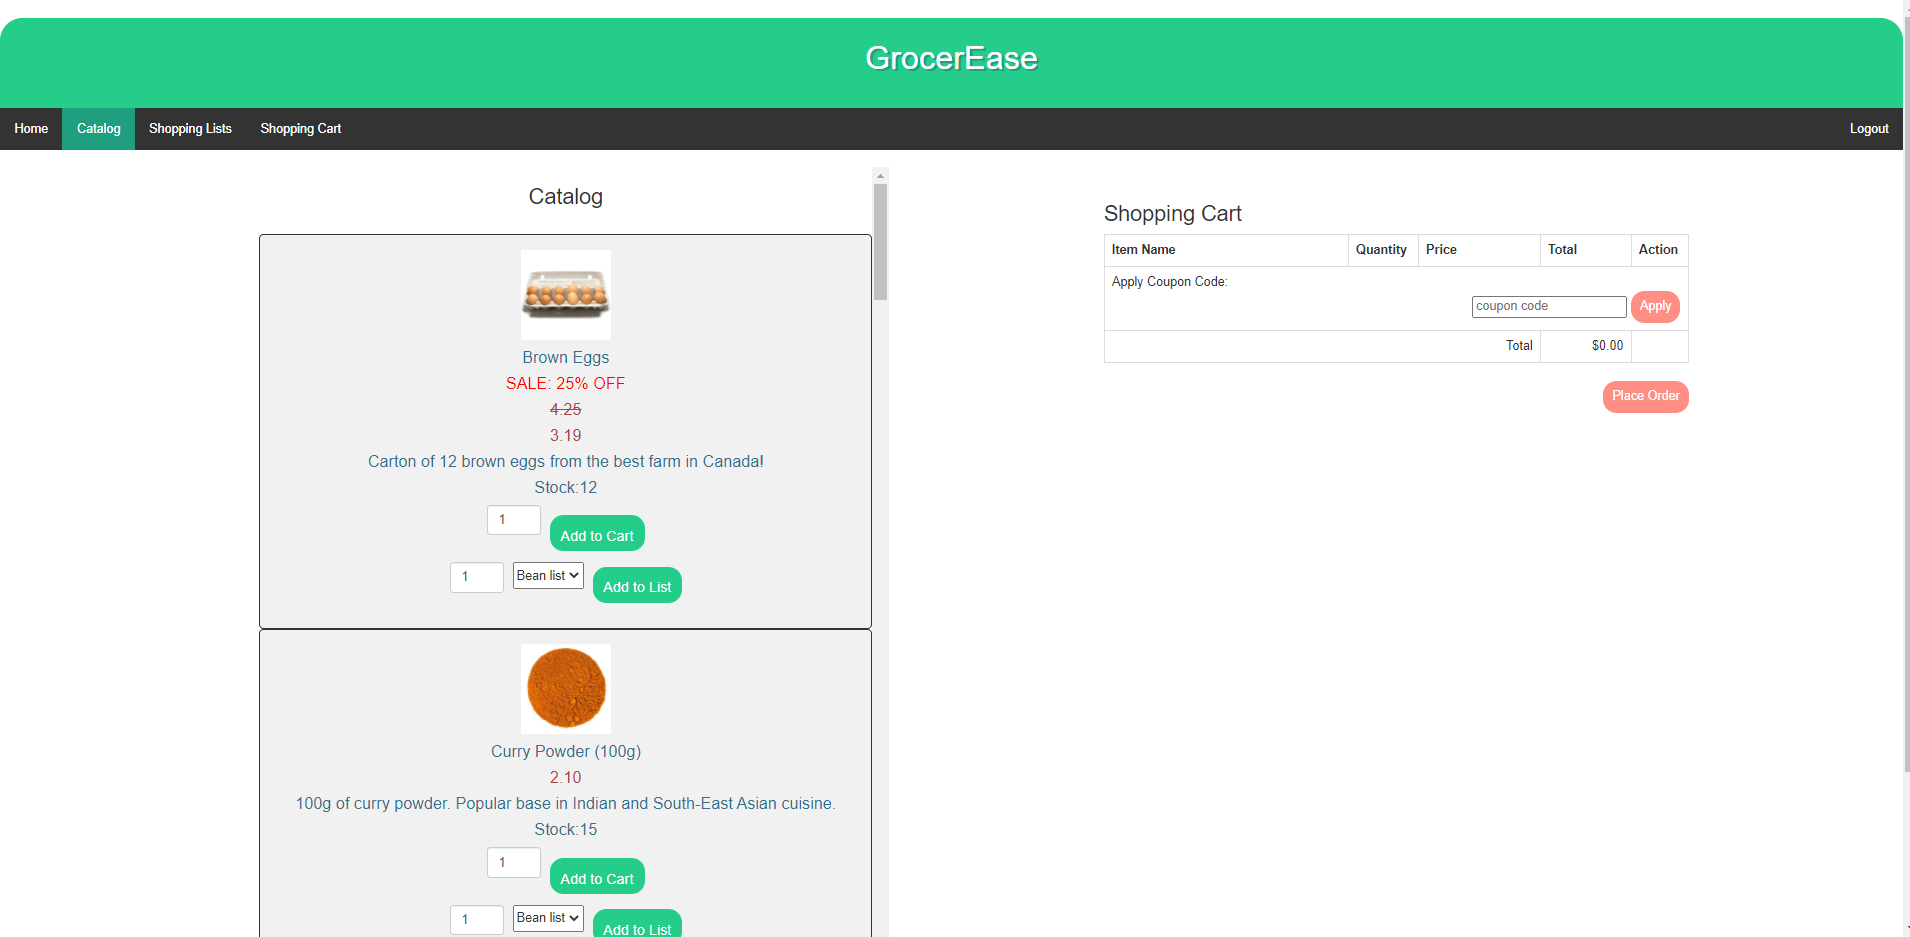 GrocerEase
Home Catalog Shopping Lists Shopping Cart Logout
Catalog
Brown Eggs
SALE: 25% OFF
4.25
3.19
Carton of 12 brown eggs from the best farm in Canada!
Stock:12
1 Add to Cart
1 Bean list Add to List
Curry Powder (100g)
2.10
100g of curry powder. Popular base in Indian and South-East Asian cuisine.
Stock:15
1 Add to Cart
1 Bean list Add to List
Shopping Cart
Item Name Quantity Price Total Action
Apply Coupon Code:
coupon code Apply
Total $0.00
Place Order